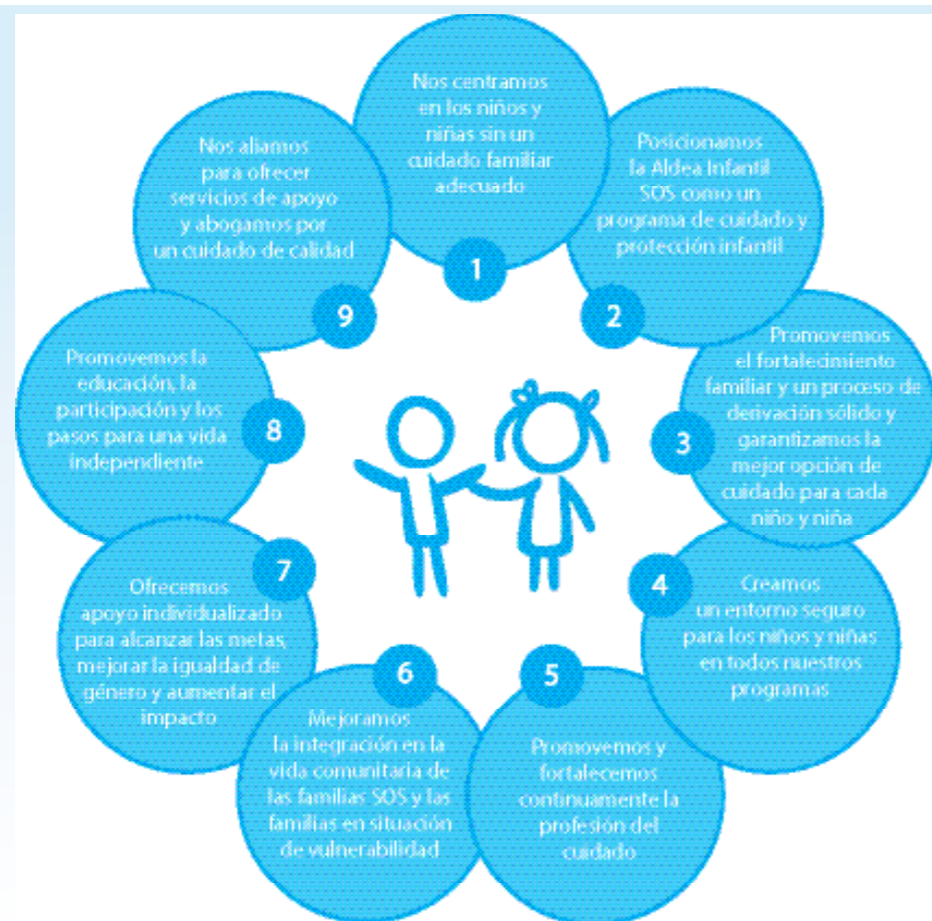 Nos centramos
en los niños y
niñas sin un
cuidado familiar
adecuado
1
Posicionamos
la Aldea Infantil
SOS como un
programa de cuidado y
protección infantil
2
Promovemos
el fortalecimiento
familiar y un proceso de
derivación sólido y
garantizamos la
mejor opción de
cuidado para cada
niño y niña
3
Creamos
un entorno seguro
para los niños y niñas
en todos nuestros
programas
4
Promovemos y
fortalecemos
continuamente la
profesión del
cuidado
5
Mejoramos
la integración en la
vida comunitaria de
las familias SOS y las
familias en situación
de vulnerabilidad
6
Ofrecemos
apoyo individualizado
para alcanzar las metas,
mejorar la igualdad de
género y aumentar el
impacto
7
Promovemos la
educación, la
participación y los
pasos para una vida
independiente
8
Nos aliamos
para ofrecer
servicios de apoyo
y abogamos por
un cuidado de calidad
9